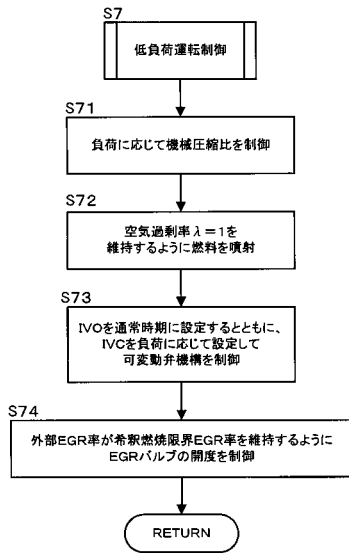 S7
低負荷運転制御
S71
負荷に応じて機械圧縮比を制御
S72
空気過剰率λ=1を
維持するように燃料を噴射
S73
IVOを通常時期に設定するとともに、
IVCを負荷に応じて設定して
可変動弁機構を制御
S74
外部EGR率が希釈燃焼限界EGR率を維持するように
EGRバルブの開度を制御
RETURN